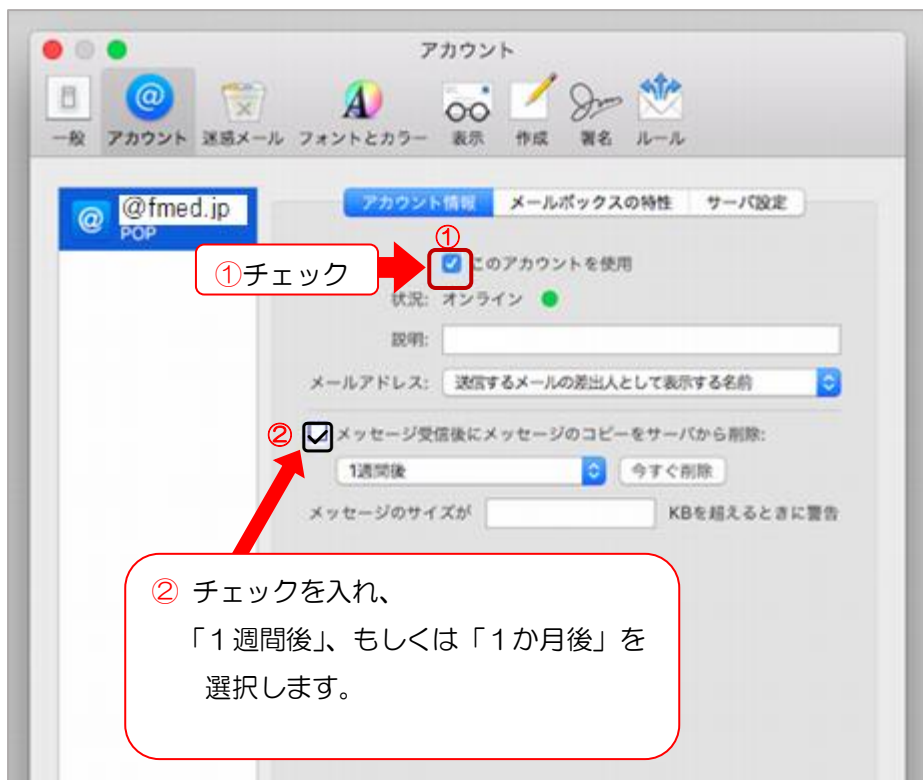 アカウント
一般 アカウント 迷惑メール フォントとカラー 表示 作成 署名 ルール
@fmed.jp
POP
アカウント情報 メールボックスの特性 サーバ設定
①
①チェック
このアカウントを使用
状況: オンライン
説明:
メールアドレス: 送信するメールの差出人として表示する名前
② メッセージ受信後にメッセージのコピーをサーバから削除:
1週間後 今すぐ削除
メッセージのサイズが KBを超えるときに警告
② チェックを入れ、
「1週間後」、もしくは「1か月後」を
選択します。